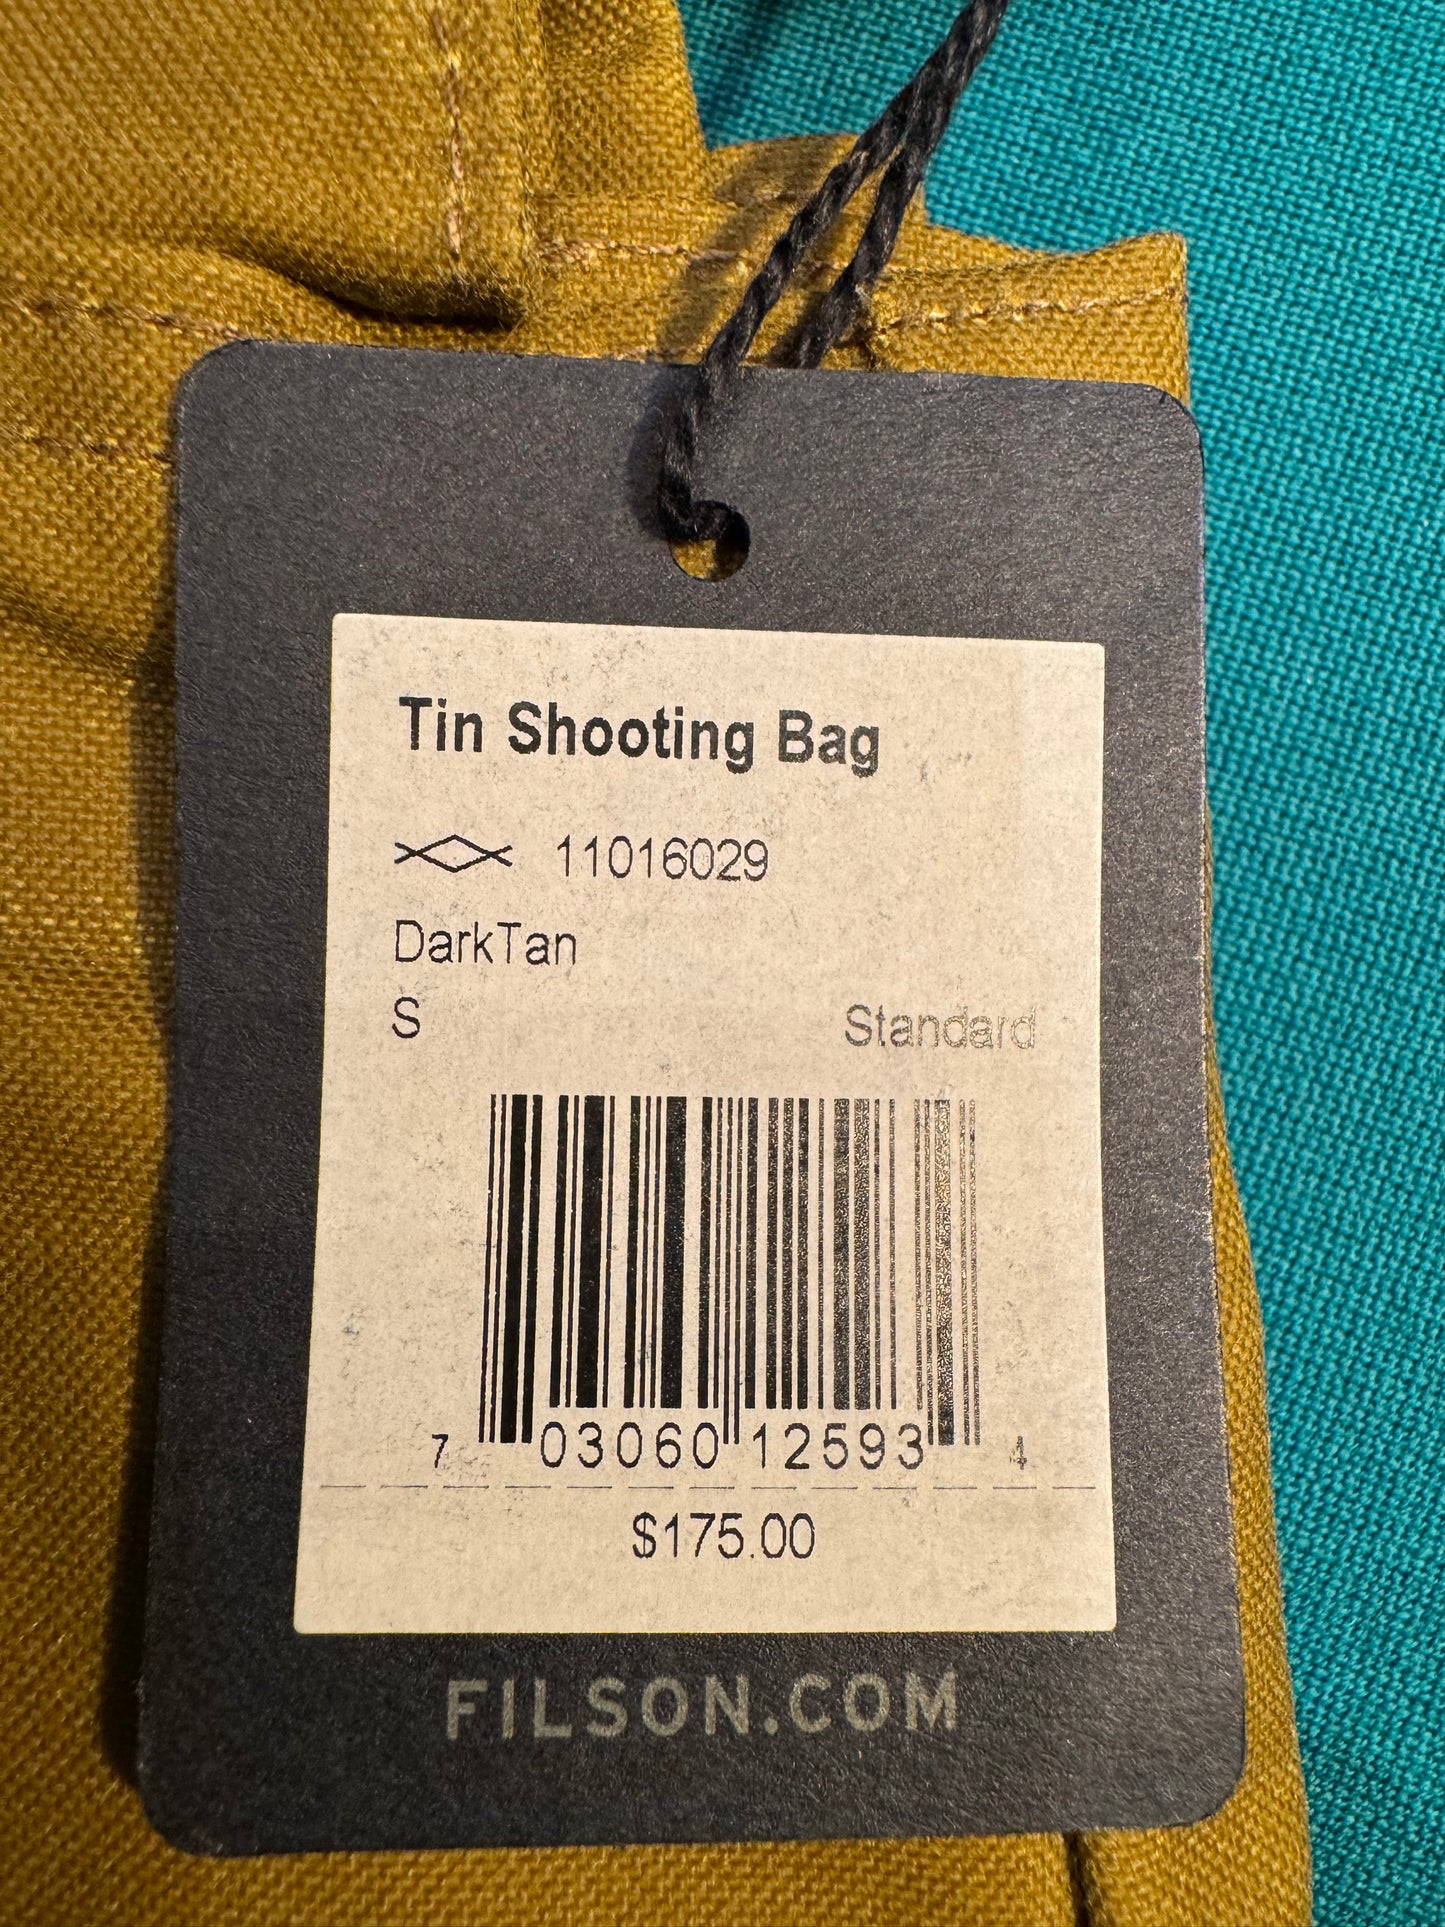 Tin Shooting Bag
11016029
DarkTan
S Standard
7 03060 12593 4
$175.00
FILSON.COM